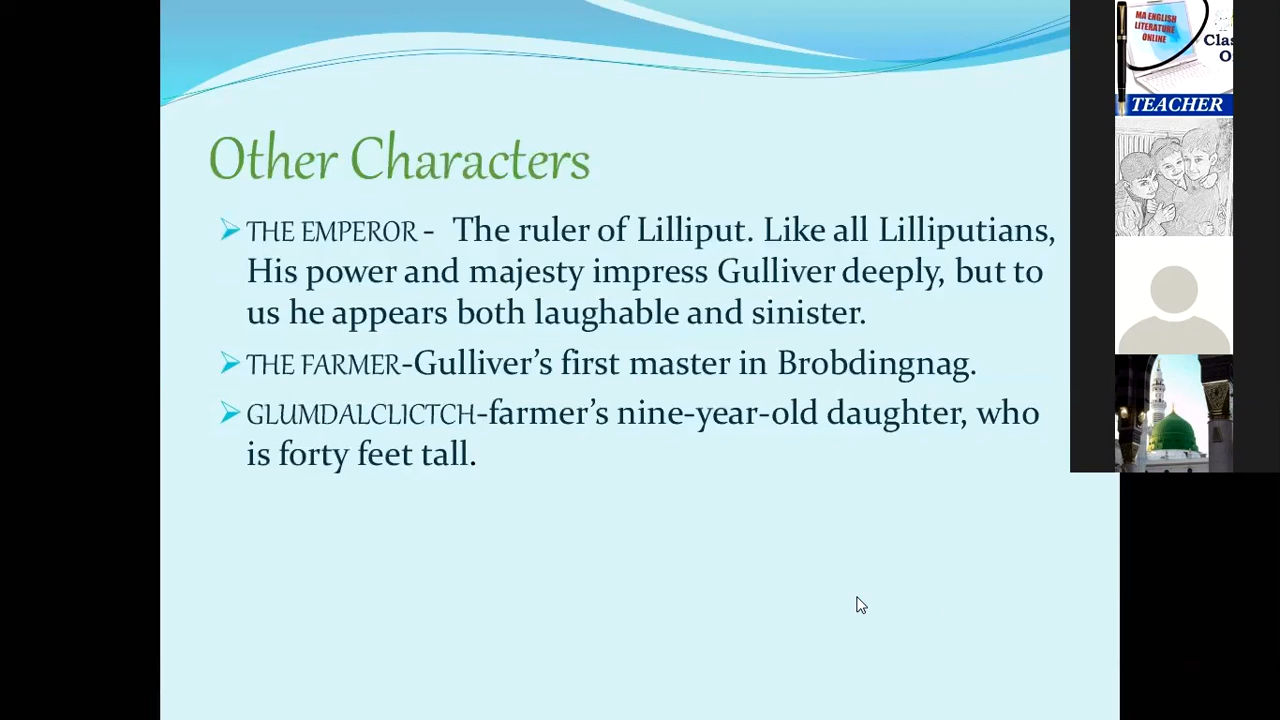 Other Characters
THE EMPEROR - The ruler of Lilliput. Like all Lilliputians,
His power and majesty impress Gulliver deeply, but to
us he appears both laughable and sinister.
THE FARMER-Gulliver’s first master in Brobdingnag.
GLUMDALCLICTCH-farmer’s nine-year-old daughter, who
is forty feet tall.
MA ENGLISH
LITERATURE
ONLINE
TEACHER